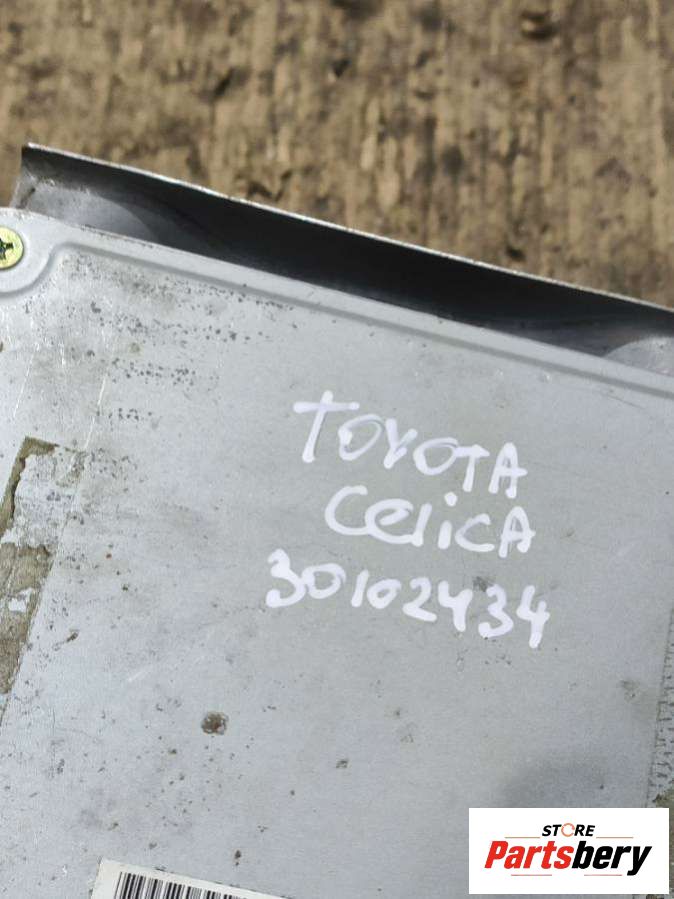 TOYOTA
CeliCA
30102434
STORE
Partsbery